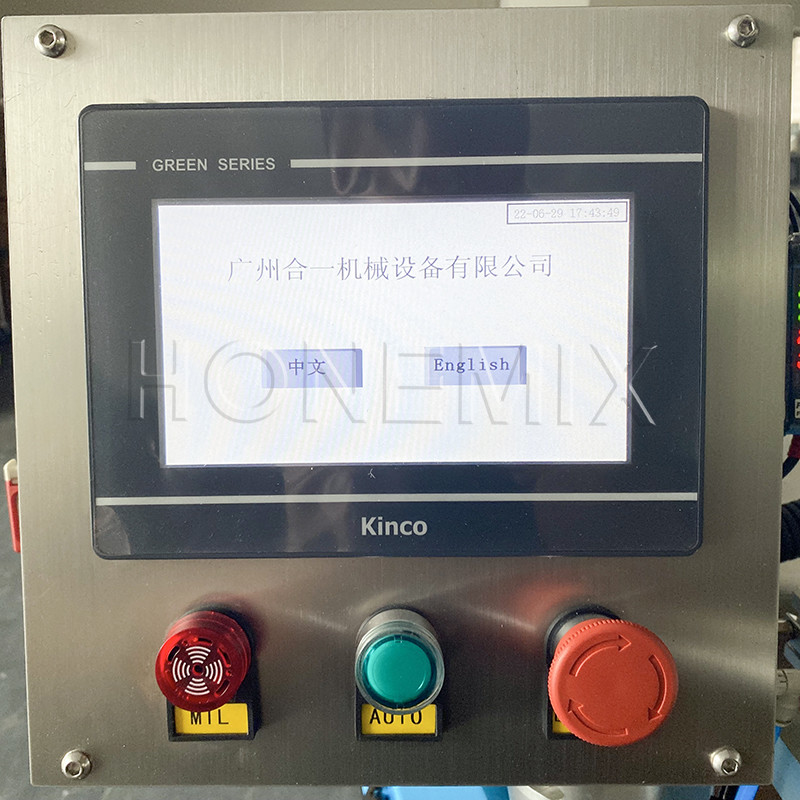 GREEN SERIES
22-06-29 17:43:49
广州合一机械设备有限公司
中文
English
HONEMIX
Kinco
MTL
AUTO